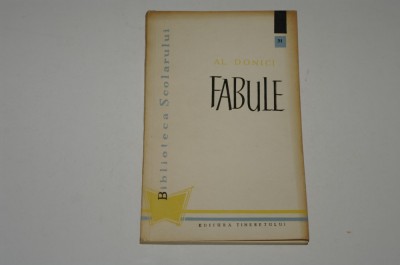 AL. DONICI
FABULE
Biblioteca Școlarului
EDITURA TINERETULUI